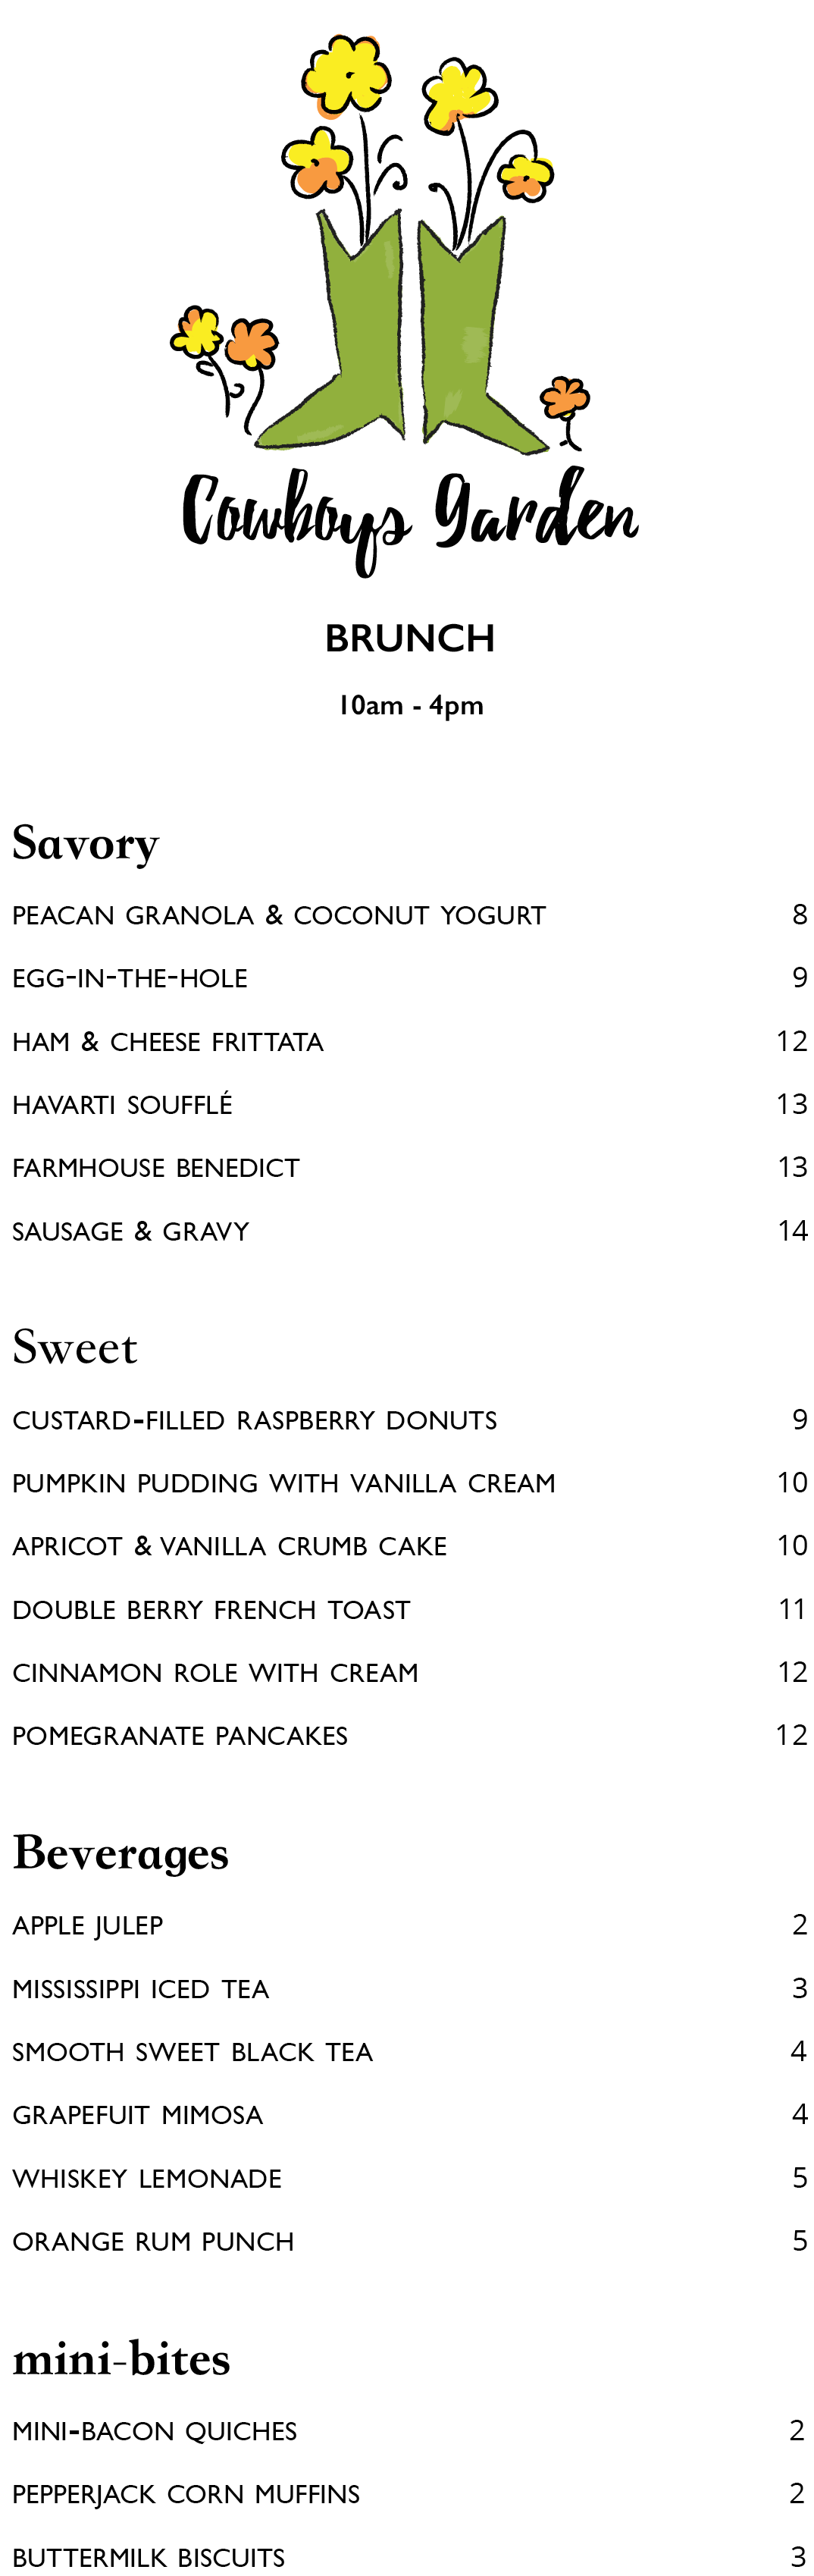 Cowboys Garden
BRUNCH
10am - 4pm
Savory
PEACAN GRANOLA & COCONUT YOGURT 8
EGG-IN-THE-HOLE 9
HAM & CHEESE FRITTATA 12
HAVARTI SOUFFLÉ 13
FARMHOUSE BENEDICT 13
SAUSAGE & GRAVY 14
Sweet
CUSTARD-FILLED RASPBERRY DONUTS 9
PUMPKIN PUDDING WITH VANILLA CREAM 10
APRICOT & VANILLA CRUMB CAKE 10
DOUBLE BERRY FRENCH TOAST 11
CINNAMON ROLE WITH CREAM 12
POMEGRANATE PANCAKES 12
Beverages
APPLE JULEP 2
MISSISSIPPI ICED TEA 3
SMOOTH SWEET BLACK TEA 4
GRAPEFUIT MIMOSA 4
WHISKEY LEMONADE 5
ORANGE RUM PUNCH 5
mini-bites
MINI-BACON QUICHES 2
PEPPERJACK CORN MUFFINS 2
BUTTERMILK BISCUITS 3